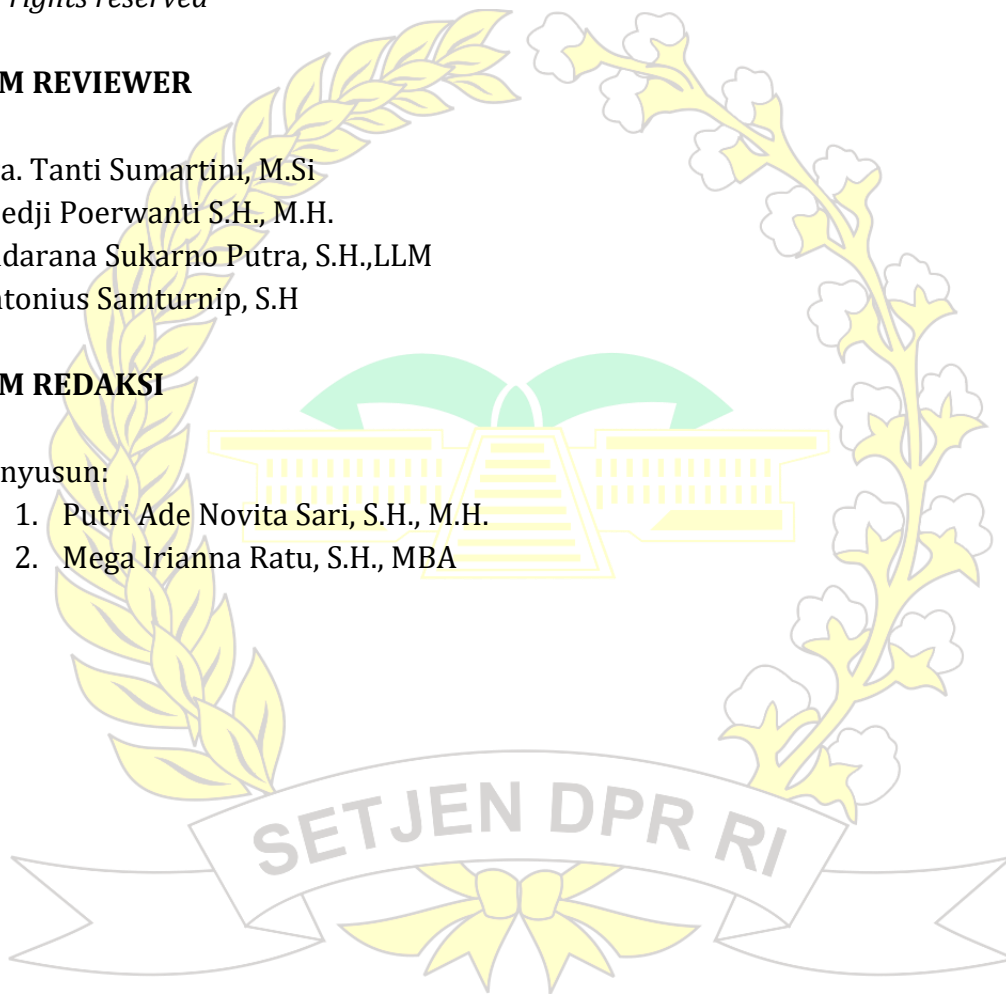 rights reserved
M REVIEWER
a. Tanti Sumartini, M.Si
edji Poerwanti S.H., M.H.
darana Sukarno Putra, S.H.,LLM
tonius Samturnip, S.H
M REDAKSI
nyusun:
1. Putri Ade Novita Sari, S.H., M.H.
2. Mega Irianna Ratu, S.H., MBA
SETJEN DPR RI